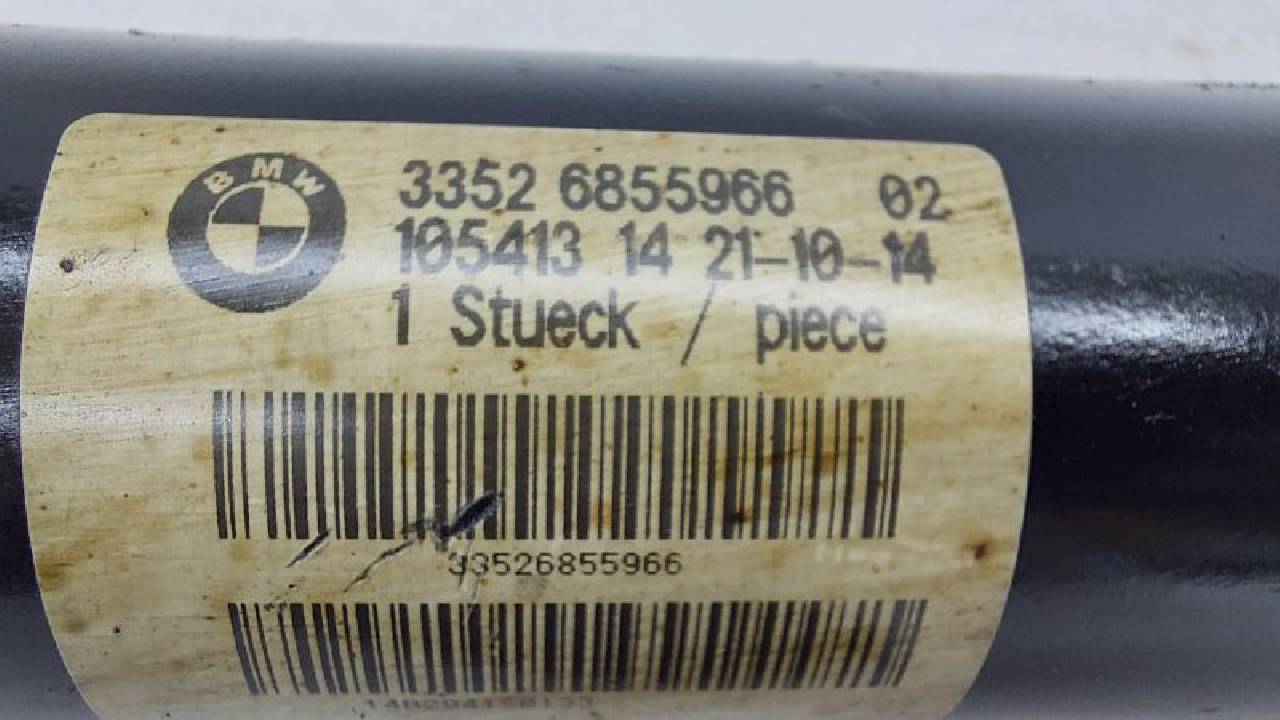 BMW
3352 6855966 02
105413 14 21-10-14
1 Stueck / piece
33526855966